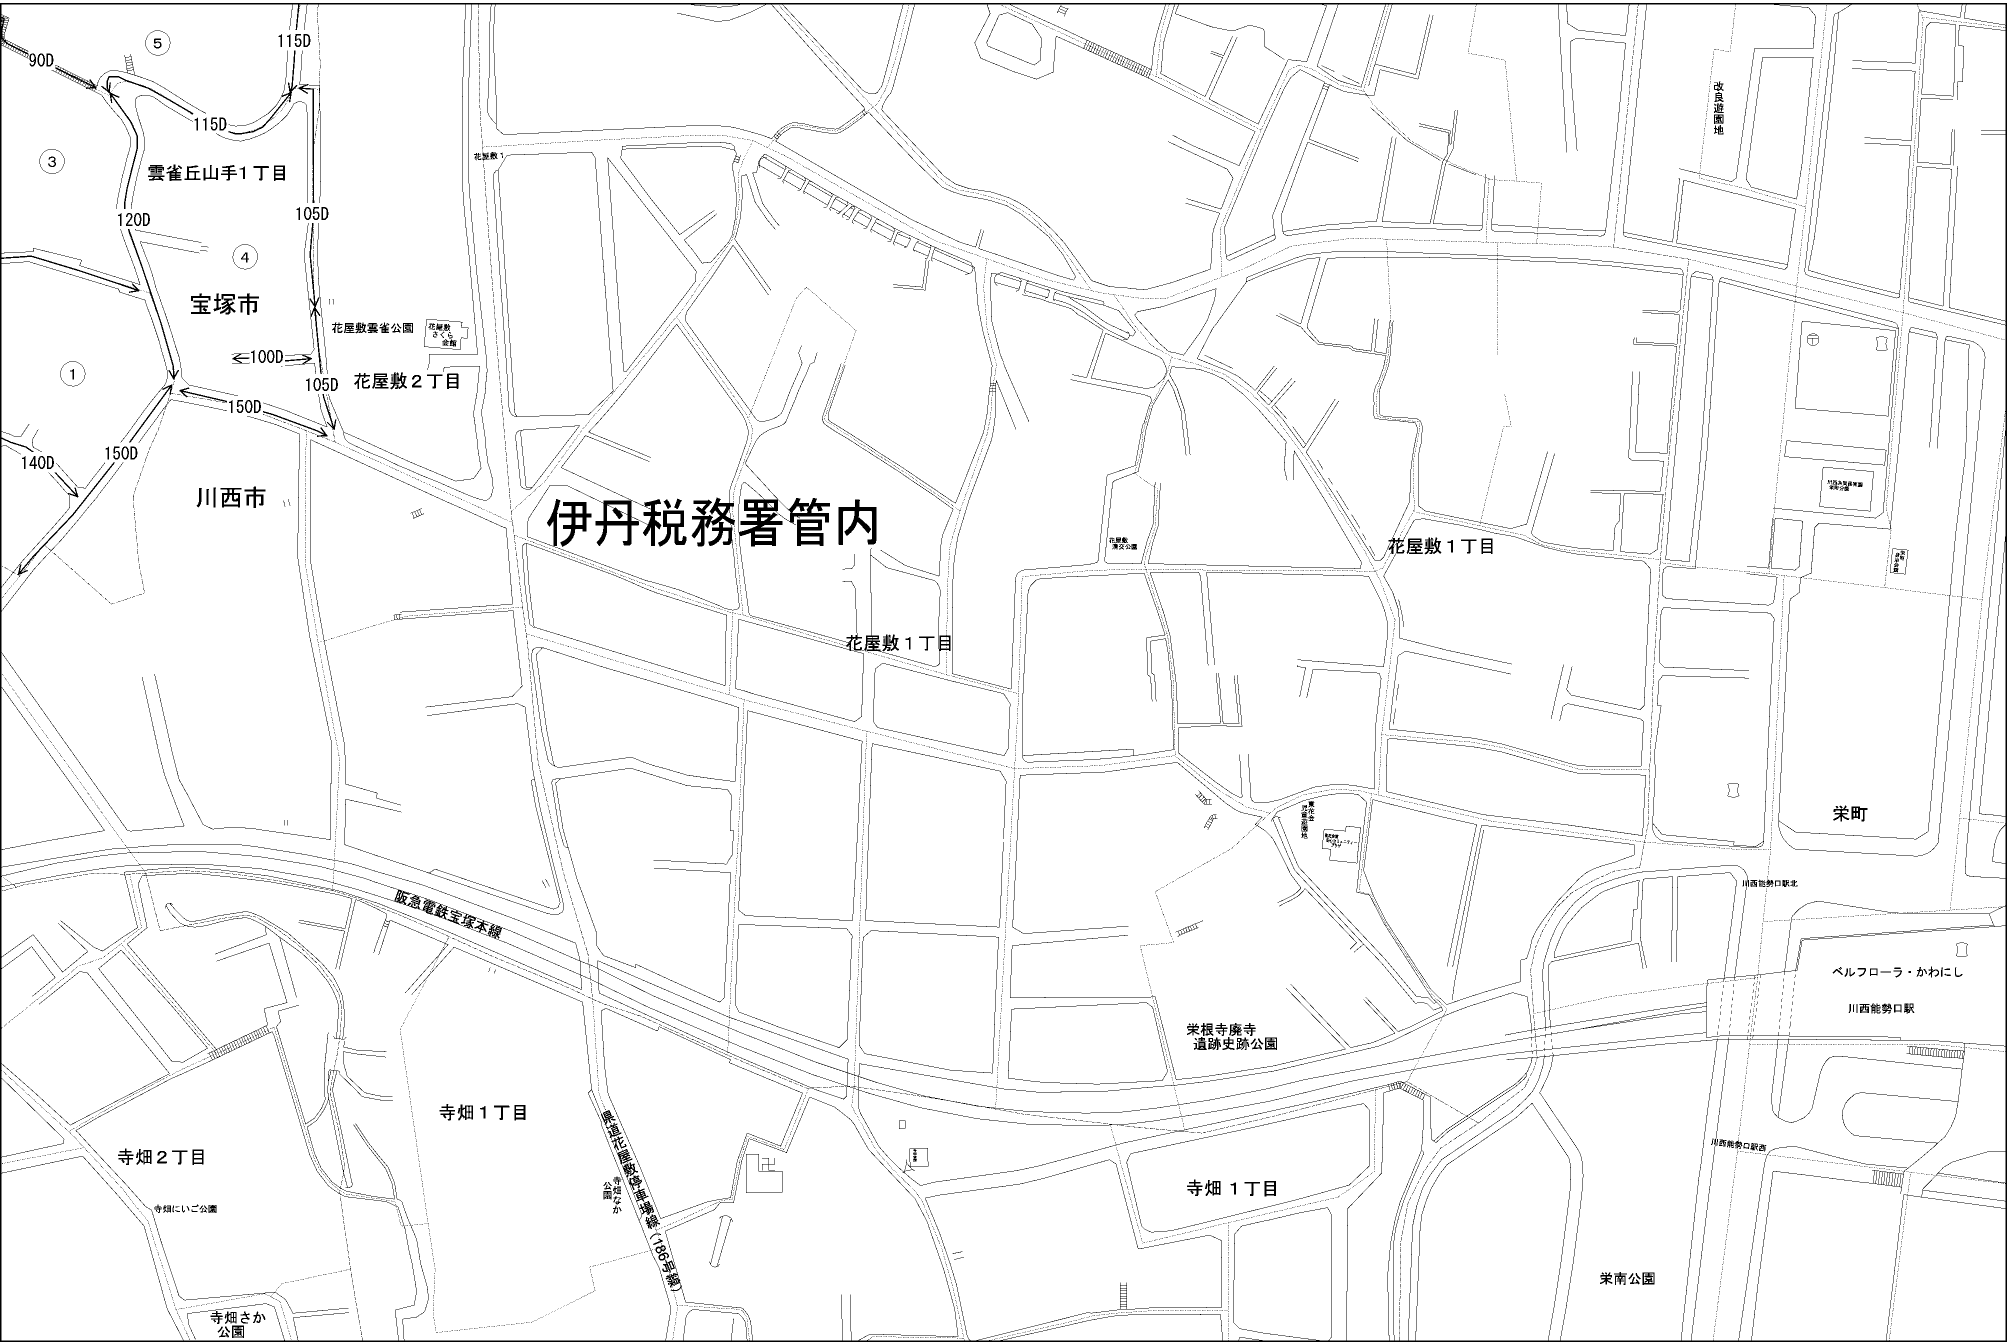 5
115D
90D
115D
改良遊園地
3
雲雀丘山手1丁目
花屋敷1
105D
120D
4
宝塚市
花屋敷雲雀公園
花屋敷
さくら
会館
100D
1
105D
花屋敷2丁目
150D
150D
140D
川西市
伊丹税務署管内
花屋敷1丁目
花屋敷1丁目
栄町
川西能勢口駅北
阪急電鉄宝塚本線
ベルフローラ・かわにし
川西能勢口駅
栄根寺廃寺
遺跡史跡公園
寺畑1丁目
県道花屋敷停車場線(186号線)
川西能勢口駅西
寺畑2丁目
寺畑なか
公園
寺畑1丁目
寺畑にいご公園
栄南公園
寺畑さか
公園